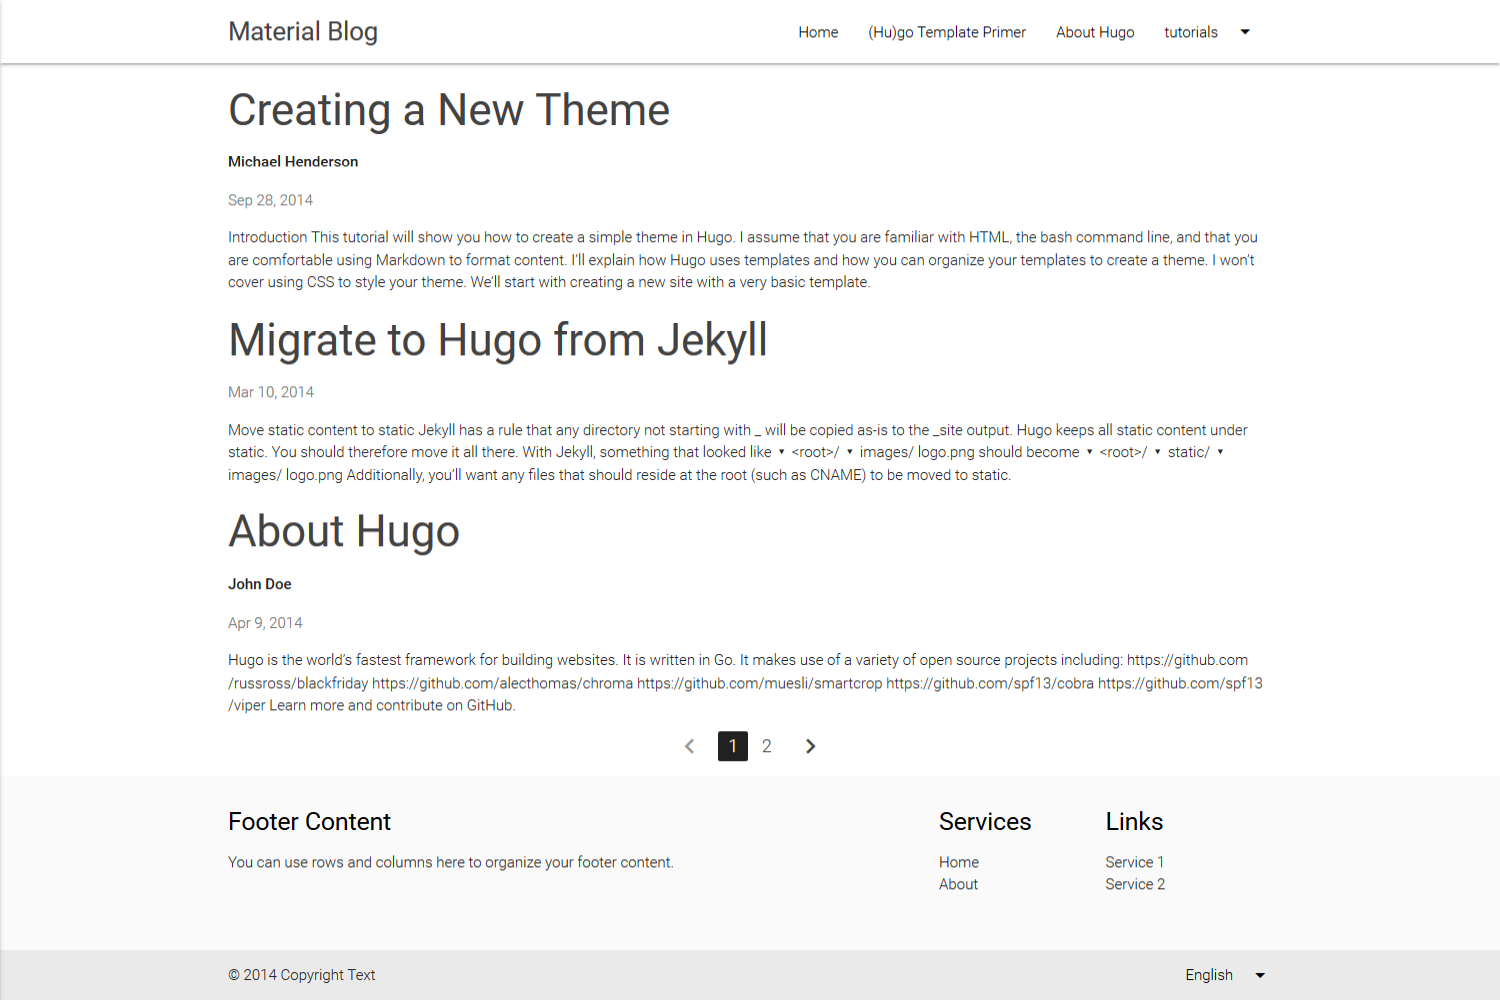 Material Blog
Home (Hu)go Template Primer About Hugo tutorials
Creating a New Theme
Michael Henderson
Sep 28, 2014
Introduction This tutorial will show you how to create a simple theme in Hugo. I assume that you are familiar with HTML, the bash command line, and that you
are comfortable using Markdown to format content. I’ll explain how Hugo uses templates and how you can organize your templates to create a theme. I won’t
cover using CSS to style your theme. We’ll start with creating a new site with a very basic template.
Migrate to Hugo from Jekyll
Mar 10, 2014
Move static content to static Jekyll has a rule that any directory not starting with _ will be copied as-is to the _site output. Hugo keeps all static content under
static. You should therefore move it all there. With Jekyll, something that looked like ▾ <root>/ ▾ images/ logo.png should become ▾ <root>/ ▾ static/ ▾
images/ logo.png Additionally, you’ll want any files that should reside at the root (such as CNAME) to be moved to static.
About Hugo
John Doe
Apr 9, 2014
Hugo is the world’s fastest framework for building websites. It is written in Go. It makes use of a variety of open source projects including: https://github.com
/russross/blackfriday https://github.com/alecthomas/chroma https://github.com/muesli/smartcrop https://github.com/spf13/cobra https://github.com/spf13
/viper Learn more and contribute on GitHub.
1 2
Footer Content
You can use rows and columns here to organize your footer content.
Services
Home
About
Links
Service 1
Service 2
© 2014 Copyright Text
English